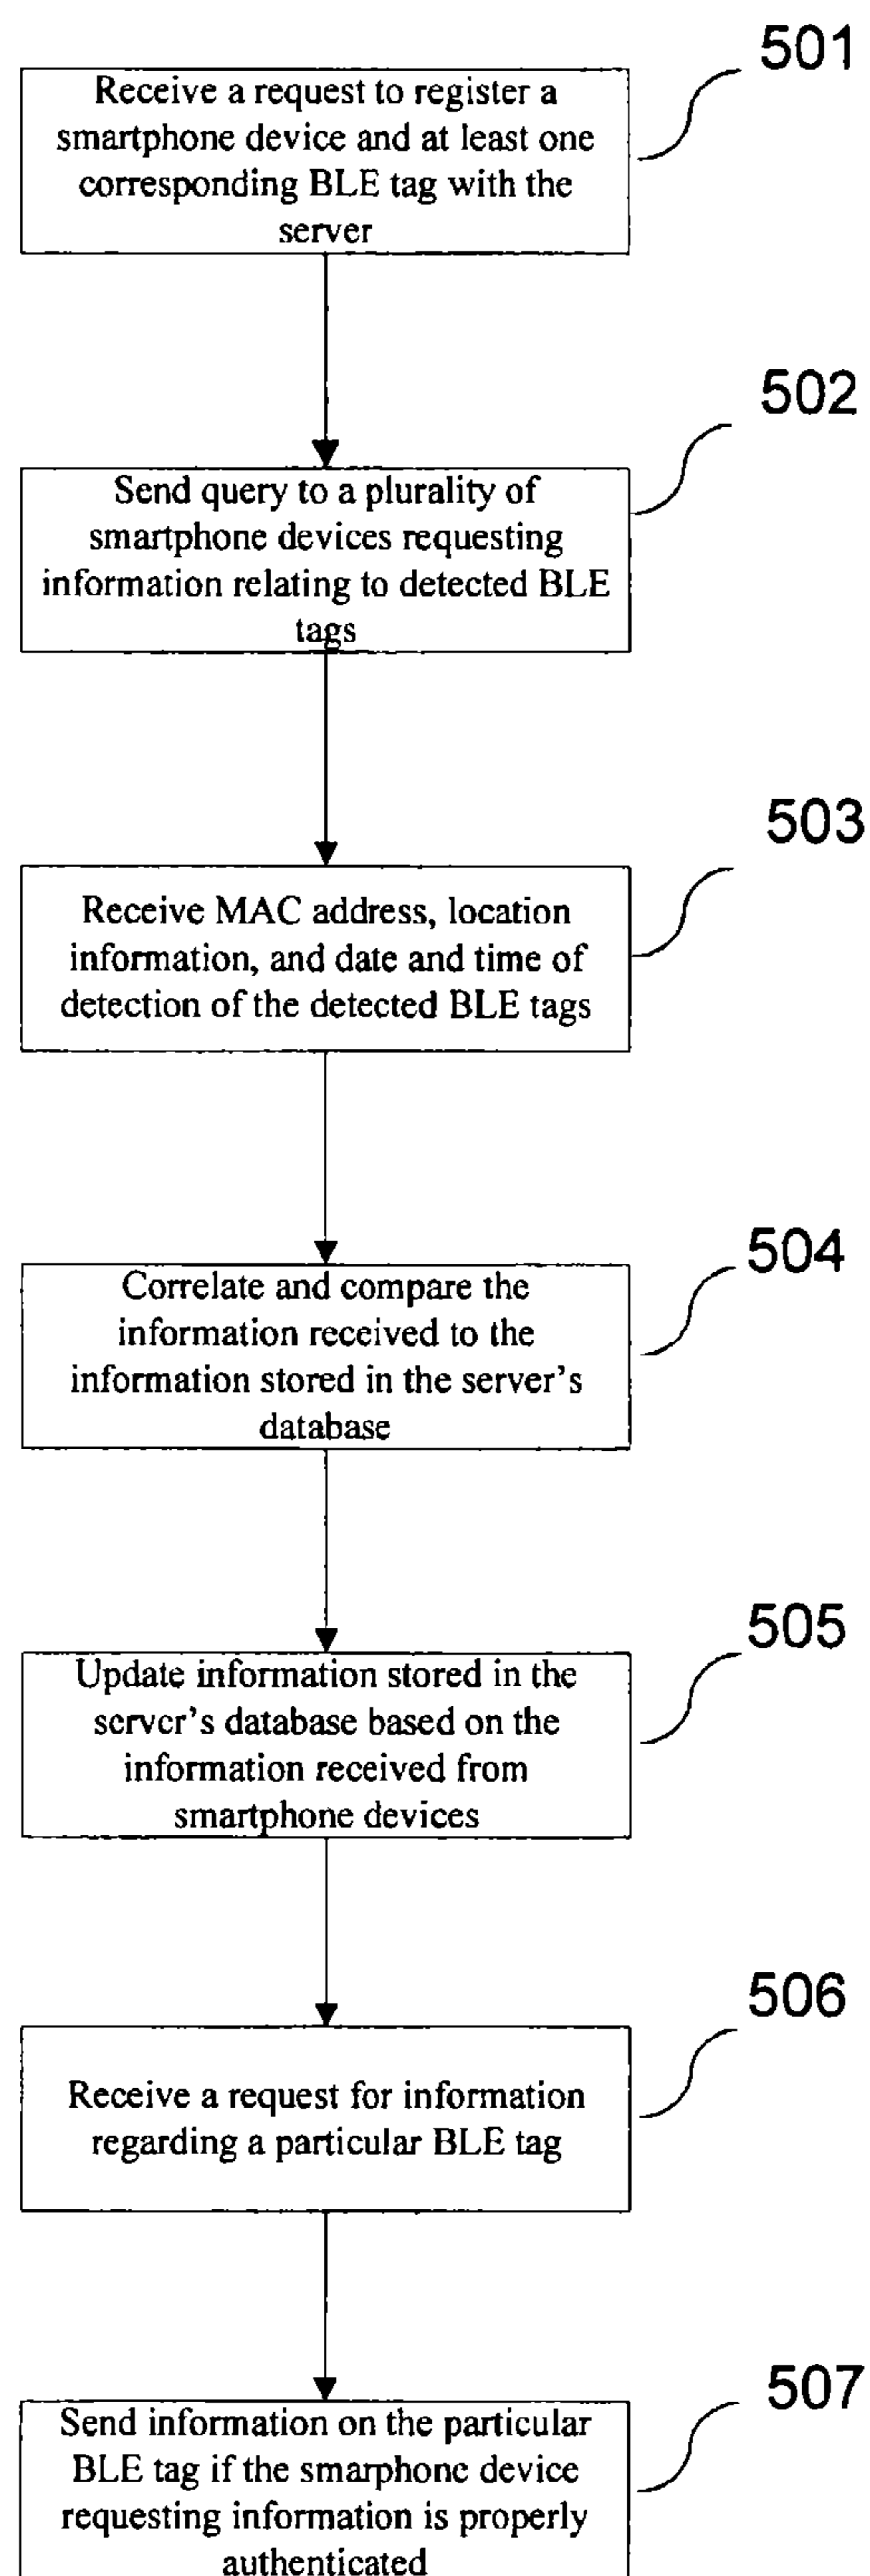 501
Receive a request to register a
smartphone device and at least one
corresponding BLE tag with the
server
502
Send query to a plurality of
smartphone devices requesting
information relating to detected BLE
tags
503
Receive MAC address, location
information, and date and time of
detection of the detected BLE tags
504
Correlate and compare the
information received to the
information stored in the server's
database
505
Update information stored in the
server's database based on the
information received from
smartphone devices
506
Receive a request for information
regarding a particular BLE tag
507
Send information on the particular
BLE tag if the smarphone device
requesting information is properly
authenticated